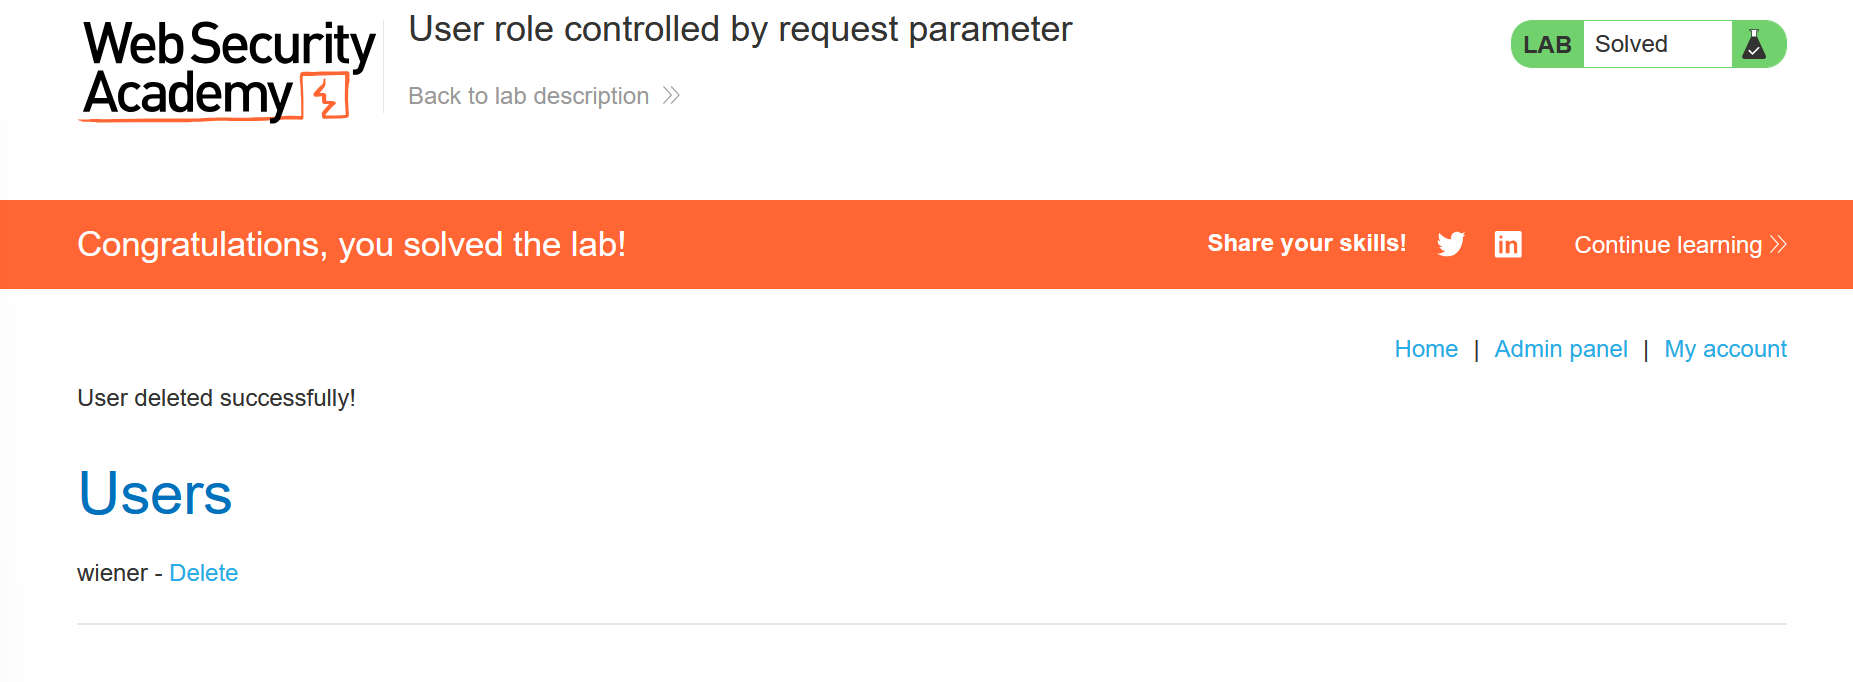 Web Security
Academy
User role controlled by request parameter
Back to lab description
LAB Solved
Congratulations, you solved the lab!
Share your skills!
Continue learning
Home | Admin panel | My account
User deleted successfully!
Users
wiener - Delete